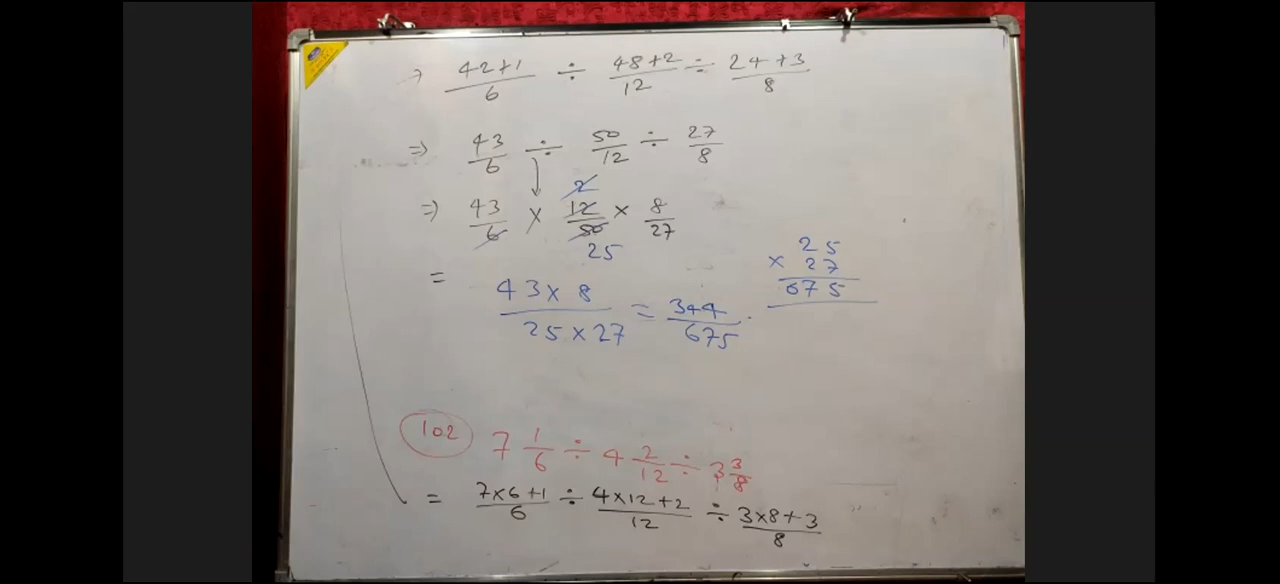 → 42+1/6 ÷ 48+2/12 ÷ 24+3/8
⇒ 43/6 ÷ 50/12 ÷ 27/8
2
⇒ 43/6 × 12/50 × 8/27
25
= 43×8/25×27 = 344/675 .
25
× 27
675
102 7 1/6 ÷ 4 2/12 ÷ 3 3/8
= 7×6+1/6 ÷ 4×12+2/12 ÷ 3×8+3/8